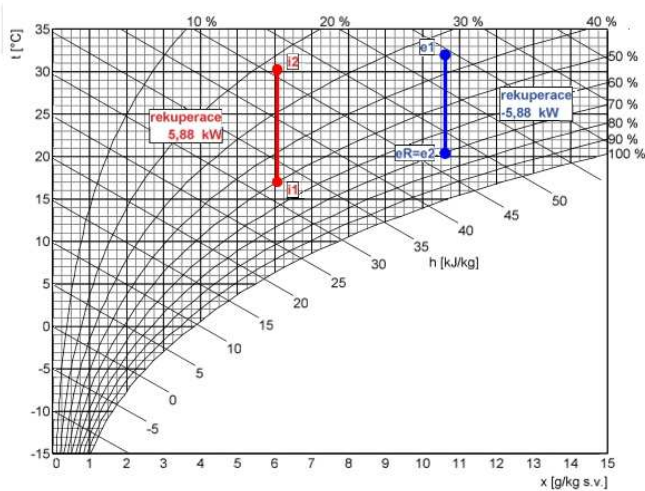 t [°C]
10 %
20 %
30 %
40 %
35
30
25
20
15
10
5
0
-5
-10
-15
i2
e1
rekuperace
5,88 kW
rekuperace
-5,88 kW
i1
eR=e2
50 %
60 %
70 %
80 %
90 %
100 %
50
45
40
35
30
25
20
15
10
5
0
-5
h [kJ/kg]
0 1 2 3 4 5 6 7 8 9 10 11 12 13 14 15
x [g/kg s.v.]